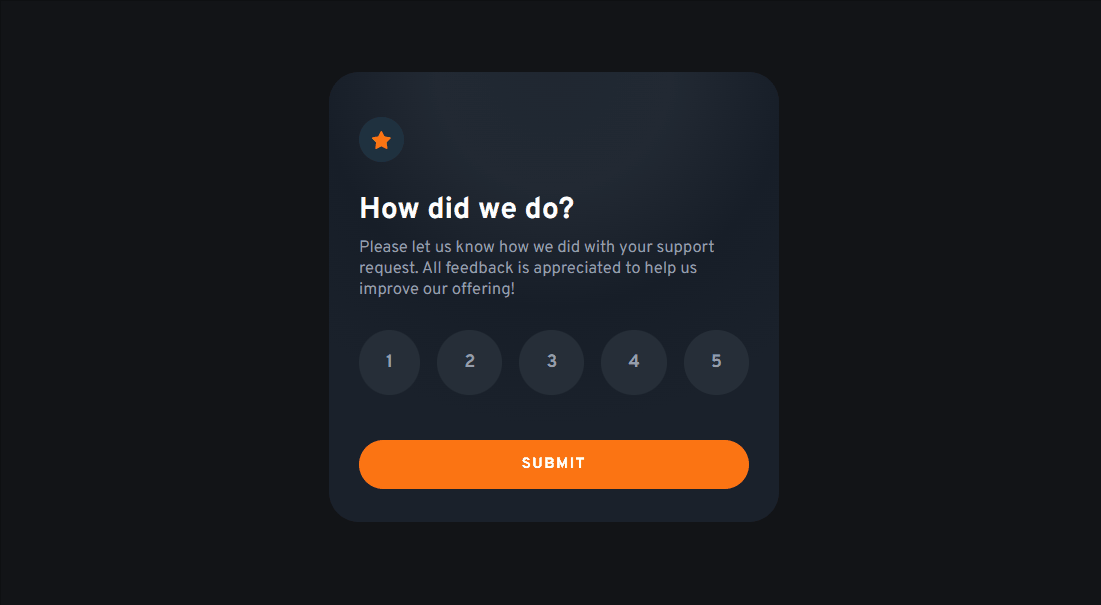 How did we do?
Please let us know how we did with your support
request. All feedback is appreciated to help us
improve our offering!
1 2 3 4 5
SUBMIT